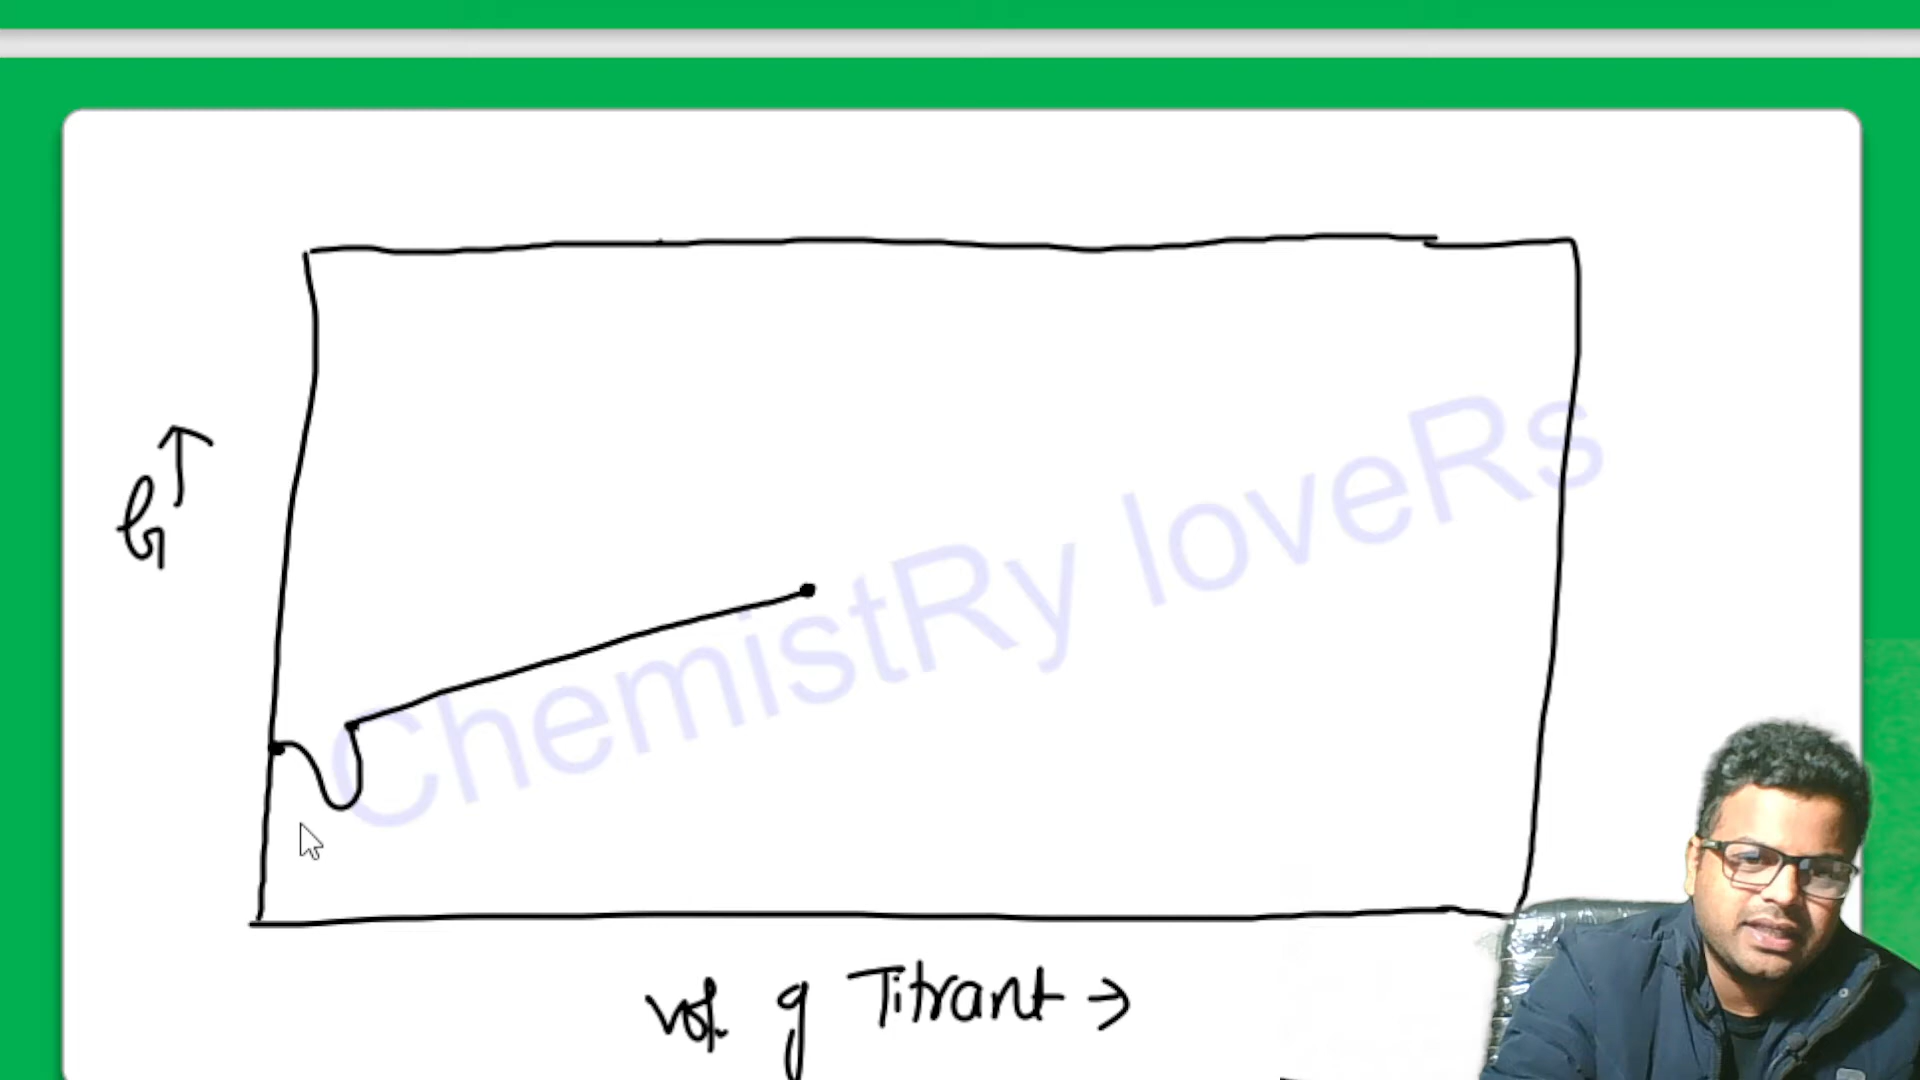 G ↑
ChemistRy loveRs
vol. of Titrant →